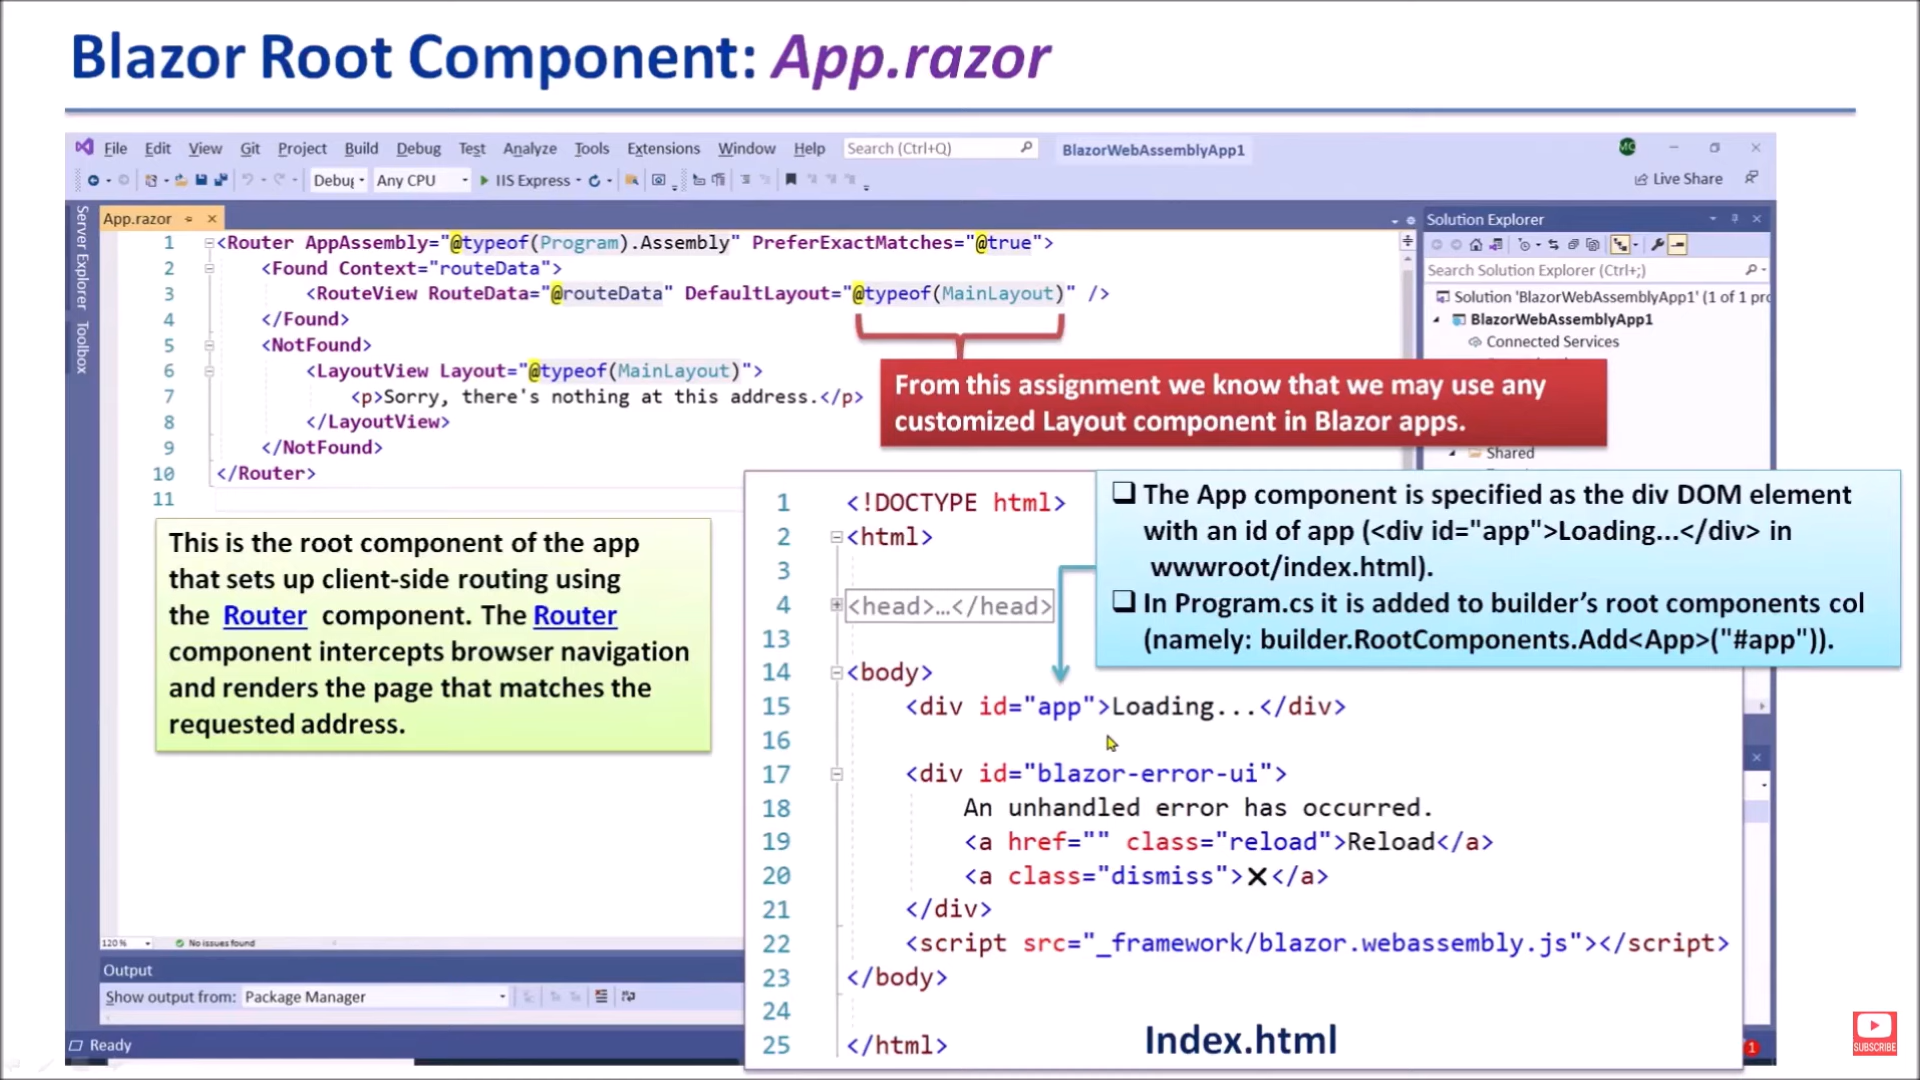 Blazor Root Component: App.razor
File Edit View Git Project Build Debug Test Analyze Tools Extensions Window Help Search (Ctrl+Q) BlazorWebAssemblyApp1 MC
Debug Any CPU IIS Express Live Share
Server Explorer
Toolbox
App.razor
1 <Router AppAssembly="@typeof(Program).Assembly" PreferExactMatches="@true">
2 <Found Context="routeData">
3 <RouteView RouteData="@routeData" DefaultLayout="@typeof(MainLayout)" />
4 </Found>
5 <NotFound>
6 <LayoutView Layout="@typeof(MainLayout)">
7 <p>Sorry, there's nothing at this address.</p>
8 </LayoutView>
9 </NotFound>
10 </Router>
11
From this assignment we know that we may use any
customized Layout component in Blazor apps.
Solution Explorer
Search Solution Explorer (Ctrl+;)
Solution 'BlazorWebAssemblyApp1' (1 of 1 pro
BlazorWebAssemblyApp1
Connected Services
Shared
This is the root component of the app
that sets up client-side routing using
the Router component. The Router
component intercepts browser navigation
and renders the page that matches the
requested address.
❑ The App component is specified as the div DOM element
with an id of app (<div id="app">Loading...</div> in
wwwroot/index.html).
❑ In Program.cs it is added to builder’s root components col
(namely: builder.RootComponents.Add<App>("#app")).
1 <!DOCTYPE html>
2 <html>
3
4 <head>…</head>
13
14 <body>
15 <div id="app">Loading...</div>
16
17 <div id="blazor-error-ui">
18 An unhandled error has occurred.
19 <a href="" class="reload">Reload</a>
20 <a class="dismiss">🗙</a>
21 </div>
22 <script src="_framework/blazor.webassembly.js"></script>
23 </body>
24
25 </html>
Index.html
120 % No issues found
Output
Show output from: Package Manager
Ready
1
SUBSCRIBE